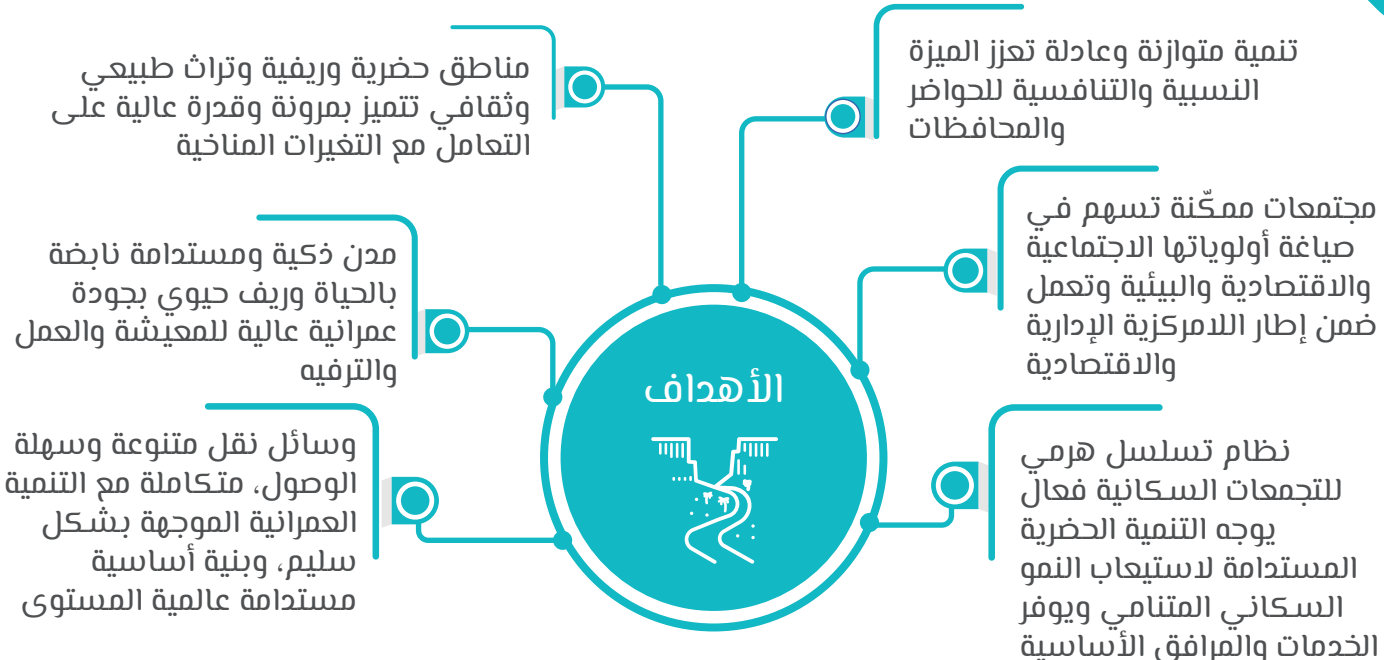 الأهداف
تنمية متوازنة وعادلة تعزز الميزة
النسبية والتنافسية للحواضر
والمحافظات
مجتمعات ممكّنة تسهم في
صياغة أولوياتها الاجتماعية
والاقتصادية والبيئية وتعمل
ضمن إطار اللامركزية الإدارية
والاقتصادية
نظام تسلسل هرمي
للتجمعات السكانية فعال
يوجه التنمية الحضرية
المستدامة لاستيعاب النمو
السكاني المتنامي ويوفر
الخدمات والمرافق الأساسية
مناطق حضرية وريفية وتراث طبيعي
وثقافي تتميز بمرونة وقدرة عالية على
التعامل مع التغيرات المناخية
مدن ذكية ومستدامة نابضة
بالحياة وريف حيوي بجودة
عمرانية عالية للمعيشة والعمل
والترفيه
وسائل نقل متنوعة وسهلة
الوصول، متكاملة مع التنمية
العمرانية الموجهة بشكل
سليم، وبنية أساسية
مستدامة عالمية المستوى